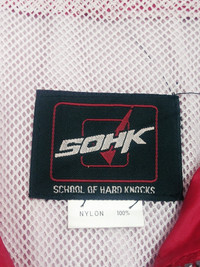 SOHK
SCHOOL OF HARD KNOCKS
NYLON 100%